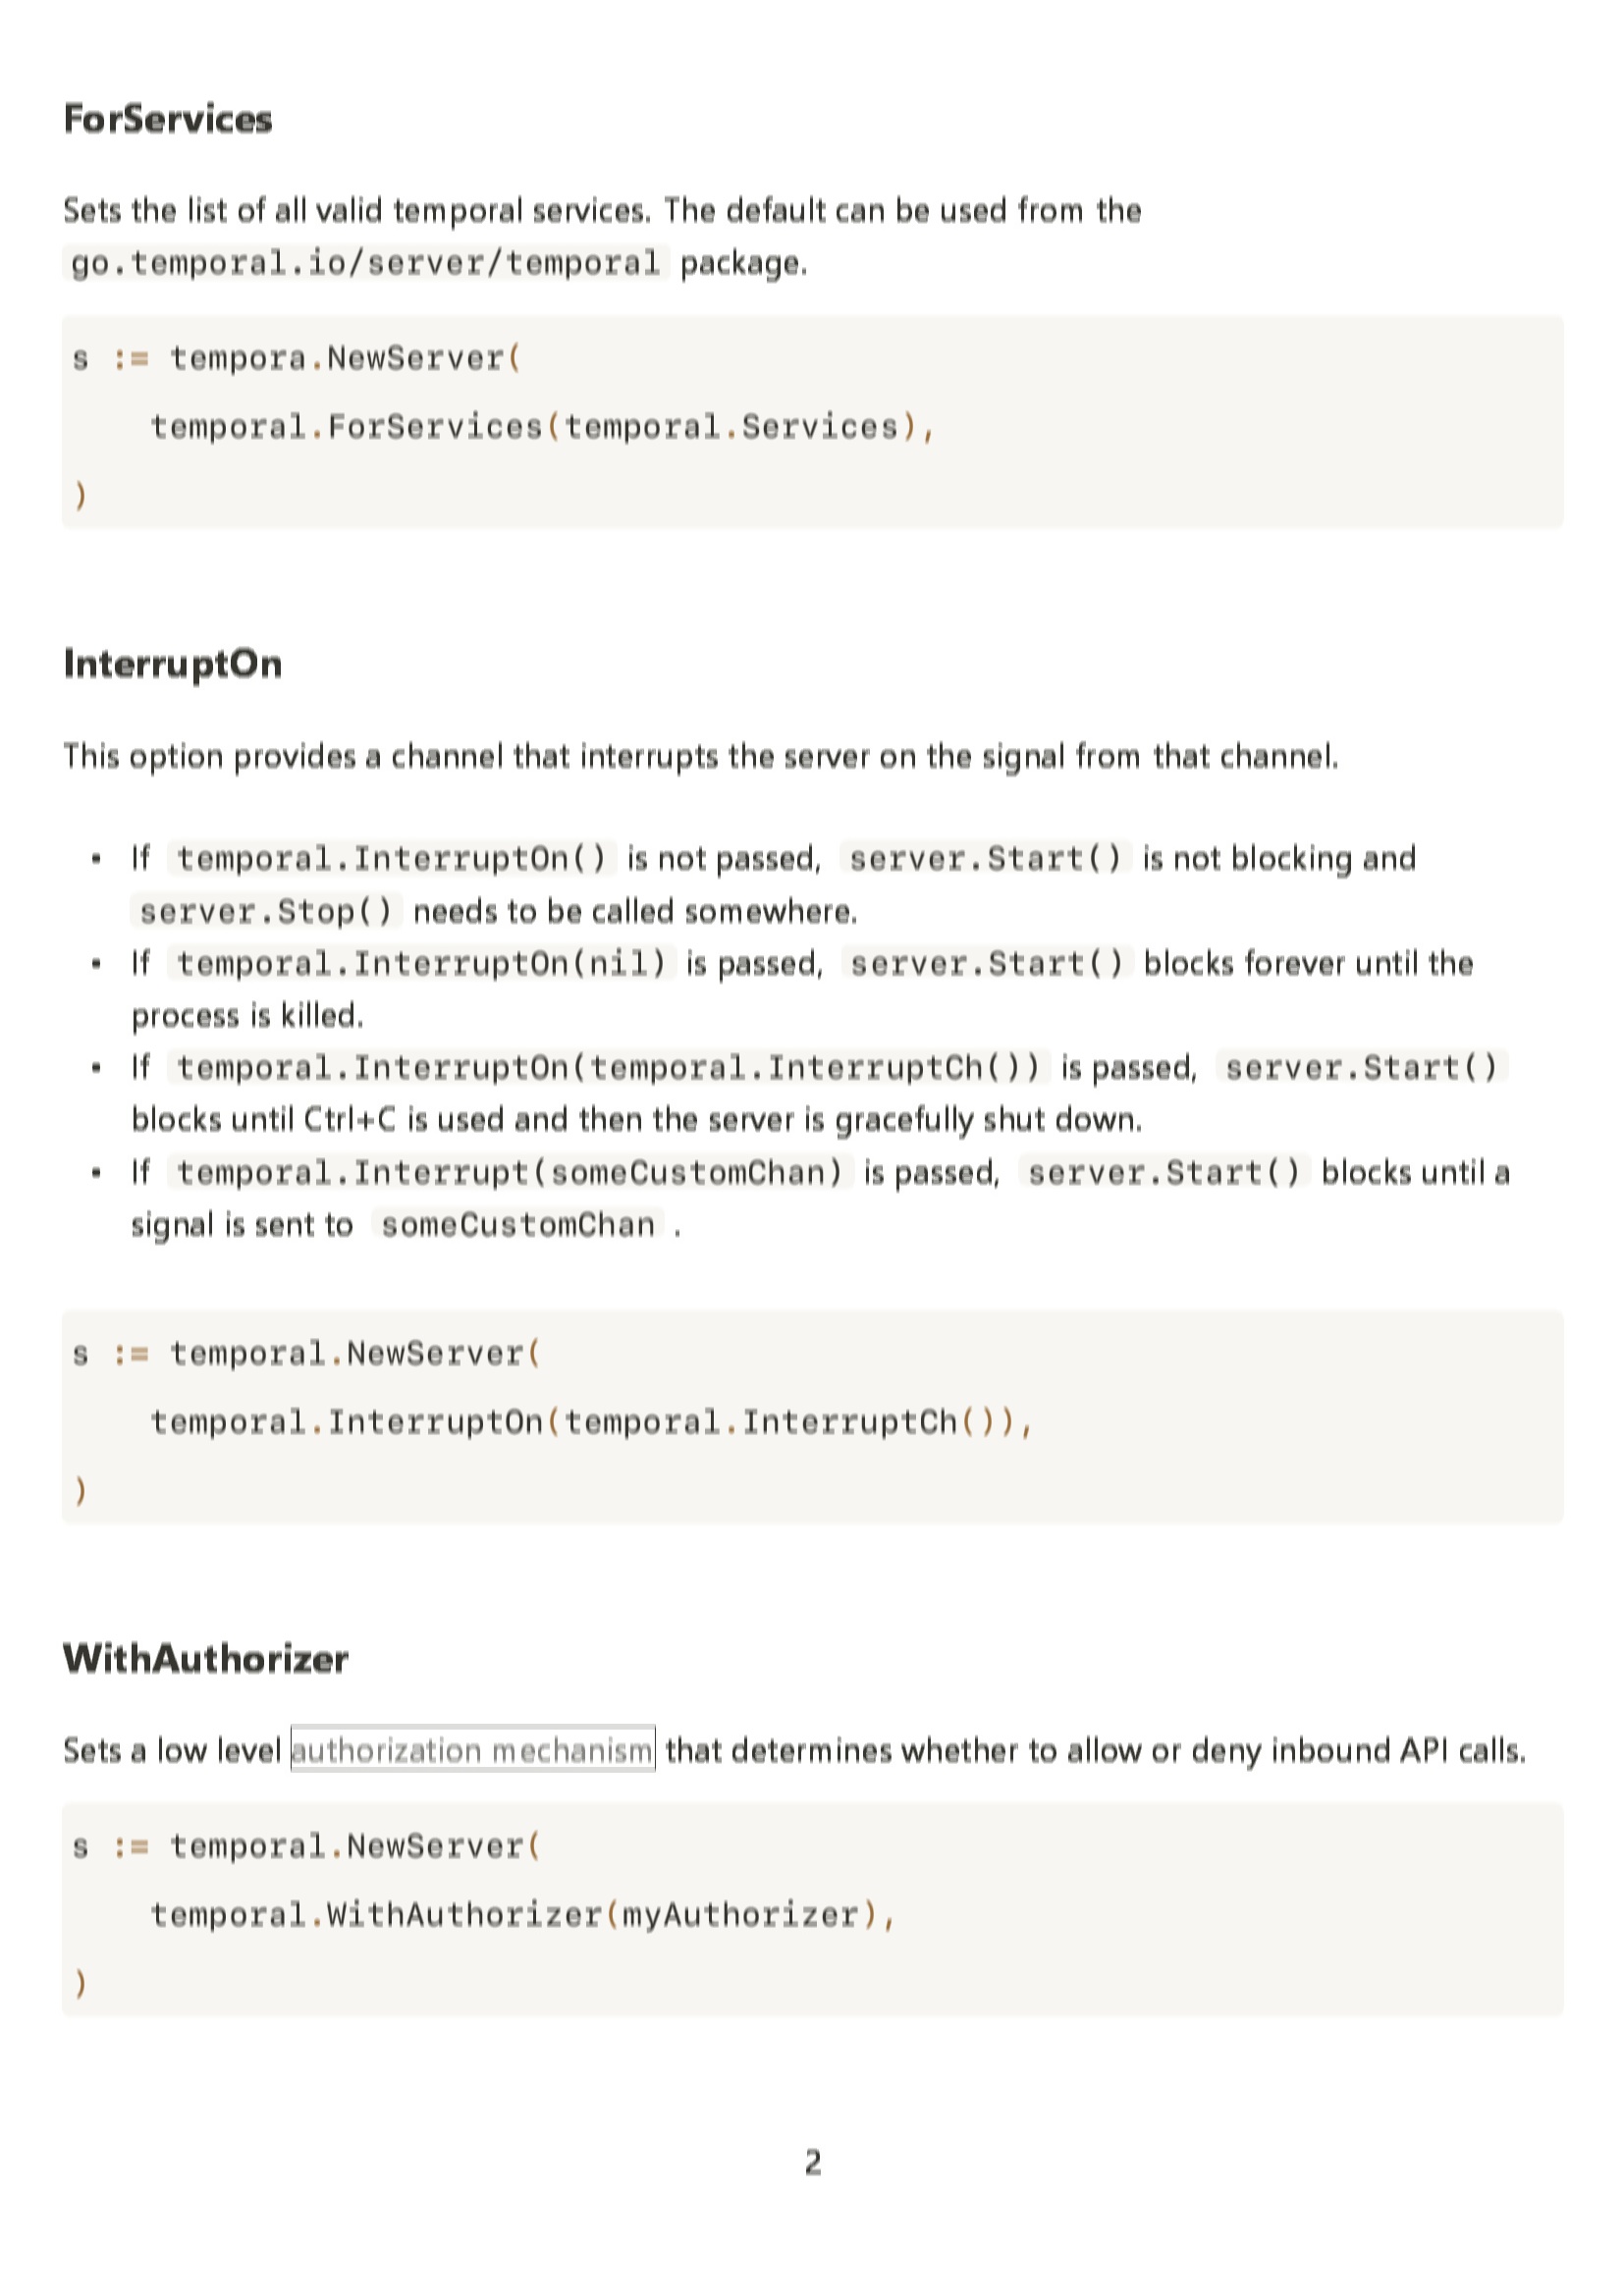 ForServices
Sets the list of all valid temporal services. The default can be used from the
go.temporal.io/server/temporal package.
s := tempora.NewServer(
    temporal.ForServices(temporal.Services),
)
InterruptOn
This option provides a channel that interrupts the server on the signal from that channel.
• If temporal.InterruptOn() is not passed, server.Start() is not blocking and
server.Stop() needs to be called somewhere.
• If temporal.InterruptOn(nil) is passed, server.Start() blocks forever until the
process is killed.
• If temporal.InterruptOn(temporal.InterruptCh()) is passed, server.Start()
blocks until Ctrl+C is used and then the server is gracefully shut down.
• If temporal.Interrupt(someCustomChan) is passed, server.Start() blocks until a
signal is sent to someCustomChan .
s := temporal.NewServer(
    temporal.InterruptOn(temporal.InterruptCh()),
)
WithAuthorizer
Sets a low level authorization mechanism that determines whether to allow or deny inbound API calls.
s := temporal.NewServer(
    temporal.WithAuthorizer(myAuthorizer),
)
2